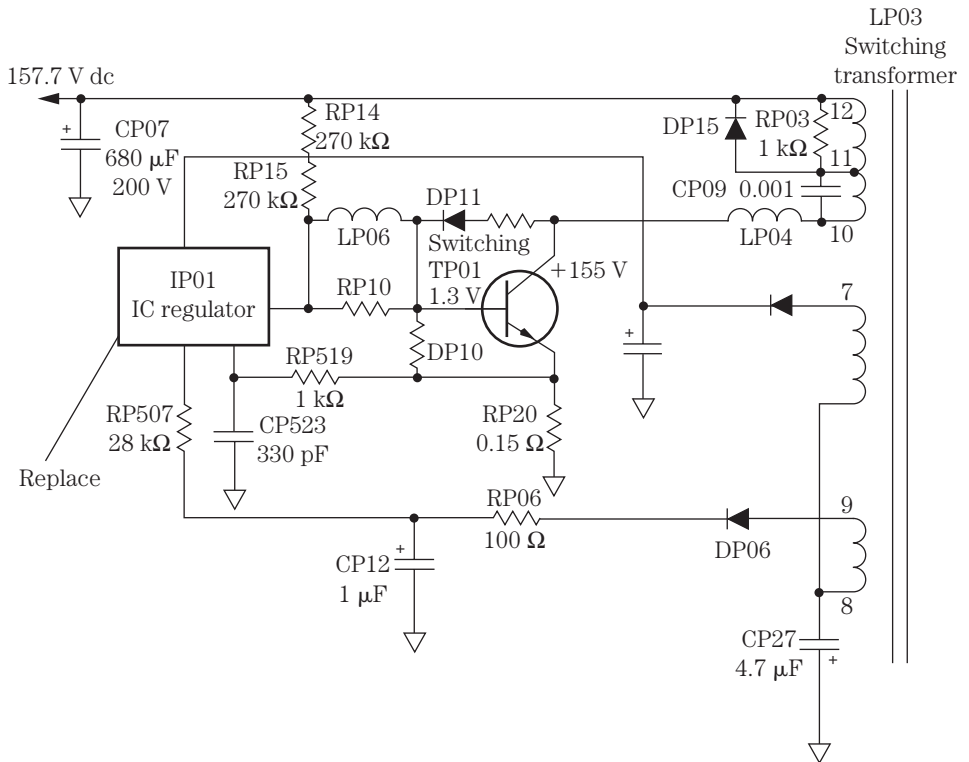 LP03
Switching
transformer
157.7 V dc
RP14
270 kΩ
DP15
RP03
1 kΩ
12
11
+
CP07
680 μF
200 V
RP15
270 kΩ
DP11
CP09
0.001
LP06
Switching
TP01
1.3 V
+155 V
LP04
10
IP01
IC regulator
RP10
7
DP10
+
RP519
1 kΩ
RP507
28 kΩ
CP523
330 pF
RP20
0.15 Ω
Replace
RP06
100 Ω
9
DP06
+
CP12
1 μF
8
CP27
4.7 μF
+